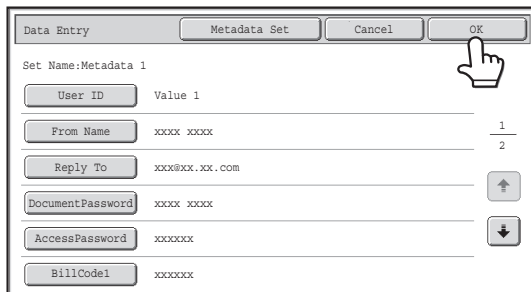 Data Entry Metadata Set Cancel OK
Set Name:Metadata 1
User ID Value 1
From Name xxxx xxxx
1
2
Reply To xxx@xx.xx.com
DocumentPassword xxxx xxxx
AccessPassword xxxxxx
BillCode1 xxxxxx